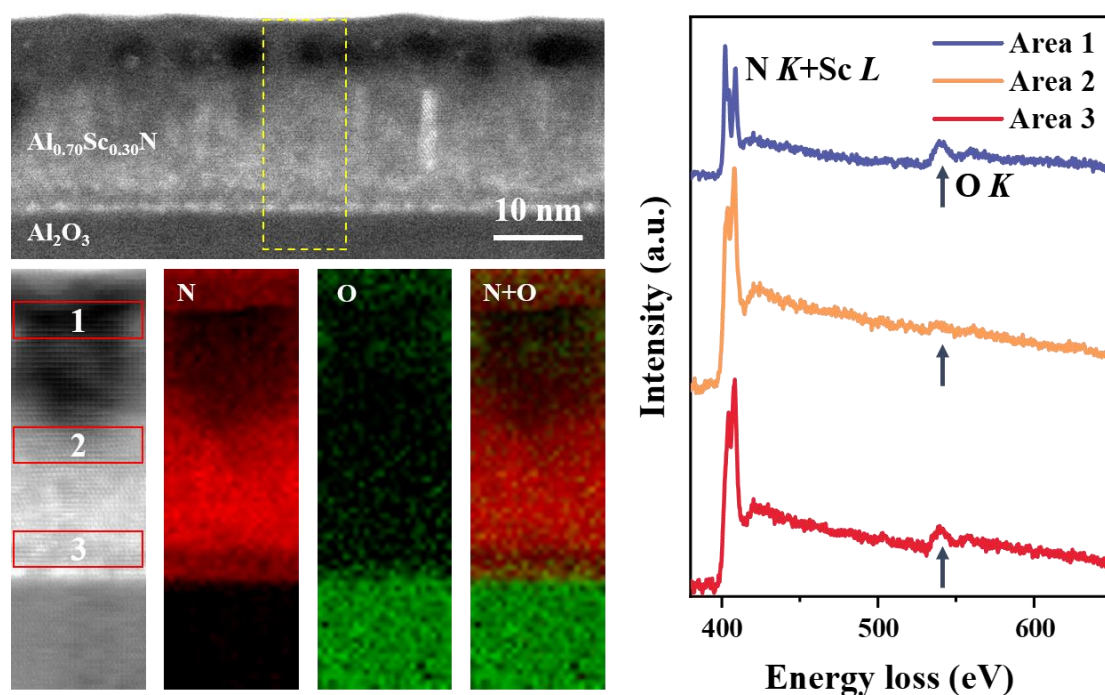 Al0.70Sc0.30N
Al2O3
10 nm
1
2
3
N
O
N+O
Intensity (a.u.)
N K+Sc L
Area 1
Area 2
Area 3
O K
400
500
600
Energy loss (eV)